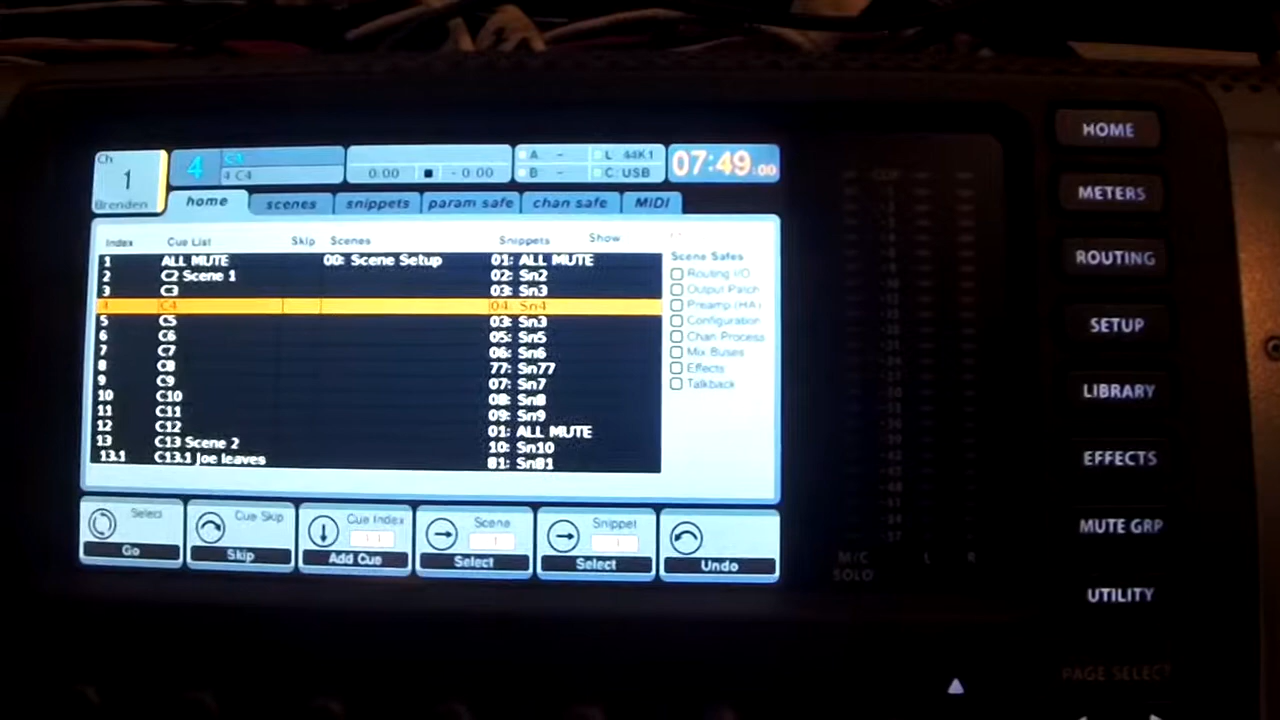 Ch
1
Brenden
4 C4
4 C4
0:00 - 0:00
A - L 44K1
B - C USB
07:49:00
home scenes snippets param safe chan safe MIDI
Index Cue List Skip Scenes Snippets Show
1 ALL MUTE 00: Scene Setup 01: ALL MUTE
2 C2 Scene 1 02: Sn2
3 C3 03: Sn3
4 C4 04: Sn4
5 C5 03: Sn3
6 C6 05: Sn5
7 C7 06: Sn6
8 C8 77: Sn77
9 C9 07: Sn7
10 C10 08: Sn8
11 C11 09: Sn9
12 C12 01: ALL MUTE
13 C13 Scene 2 10: Sn10
13.1 C13.1 Joe leaves 81: Sn81
Scene Safes
Routing I/O
Output Patch
Preamp (HA)
Configuration
Chan Process
Mix Buses
Effects
Talkback
Select Cue Skip Cue Index Scene Snippet
Go Skip Add Cue Select Select Undo
M/C L R
SOLO
HOME
METERS
ROUTING
SETUP
LIBRARY
EFFECTS
MUTE GRP
UTILITY
PAGE SELECT